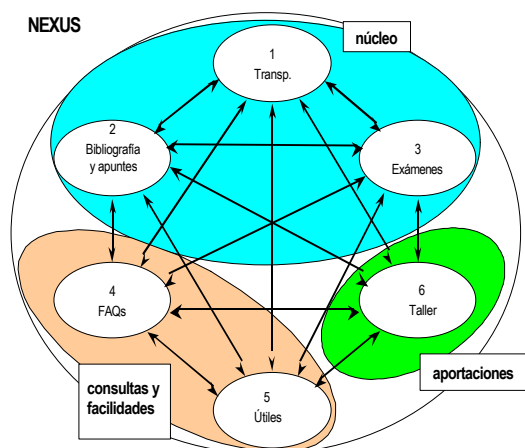 NEXUS
núcleo
1
Transp.
2
Bibliografía
y apuntes
3
Exámenes
4
FAQs
6
Taller
consultas y
facilidades
5
Útiles
aportaciones